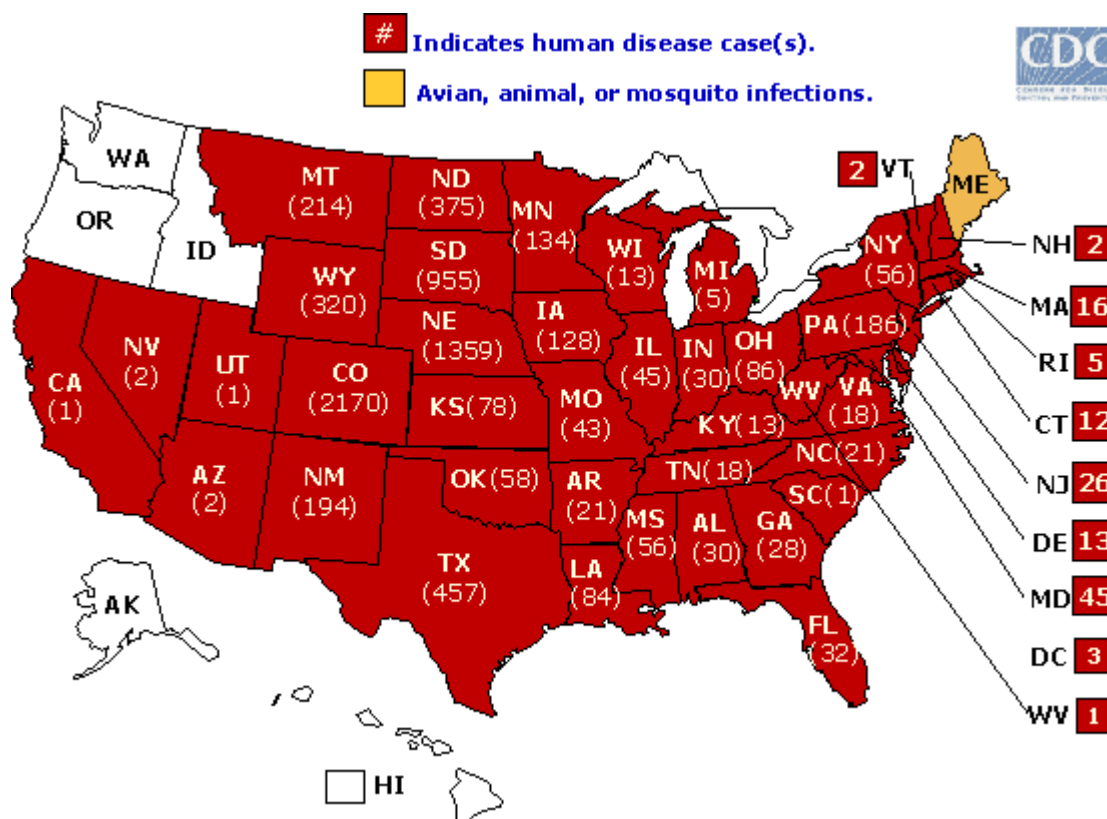 # Indicates human disease case(s).
Avian, animal, or mosquito infections.
CDC
WA
OR
ID
MT
(214)
ND
(375)
MN
(134)
SD
(955)
WY
(320)
WI
(13)
MI
(5)
2 VT
ME
NY
(56)
NH 2
MA 16
RI 5
CT 12
NJ 26
DE 13
MD 45
DC 3
WV 1
NE
(1359)
IA
(128)
PA(186)
NV
(2)
UT
(1)
CO
(2170)
CA
(1)
KS(78)
MO
(43)
IL
(45)
IN
(30)
OH
(86)
WV
VA
(18)
KY(13)
NC(21)
TN(18)
SC(1)
AZ
(2)
NM
(194)
OK(58)
AR
(21)
MS
(56)
AL
(30)
GA
(28)
TX
(457)
LA
(84)
FL
(32)
AK
HI